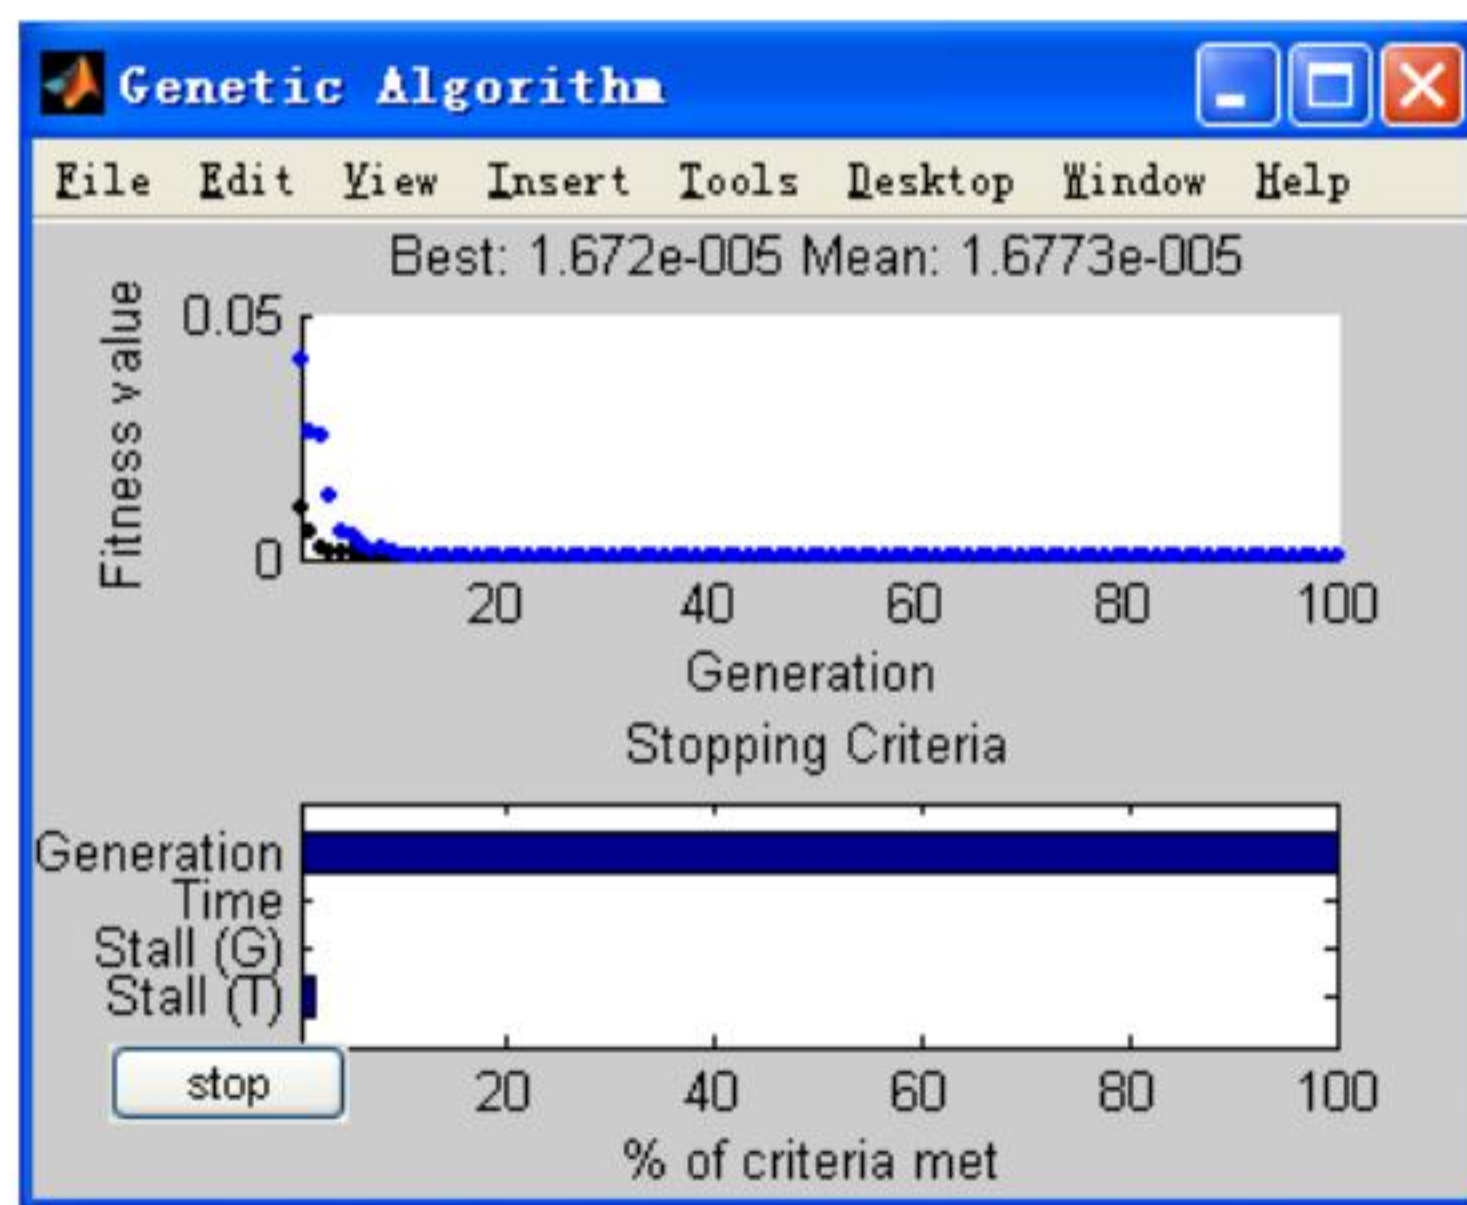 Genetic Algorithm
File Edit View Insert Tools Desktop Window Help
Best: 1.672e-005 Mean: 1.6773e-005
Fitness value
0.05
0
20 40 60 80 100
Generation
Stopping Criteria
Generation
Time
Stall (G)
Stall (T)
stop
20 40 60 80 100
% of criteria met